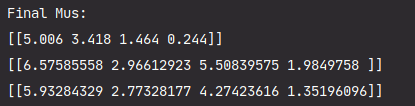 Final Mus:
[[5.006 3.418 1.464 0.244]]
[[6.57585558 2.96612923 5.50839575 1.9849758 ]]
[[5.93284329 2.77328177 4.27423616 1.35196096]]